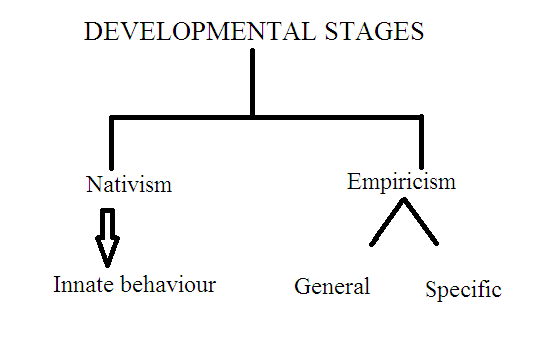 DEVELOPMENTAL STAGES
Nativism
Empiricism
Innate behaviour
General
Specific